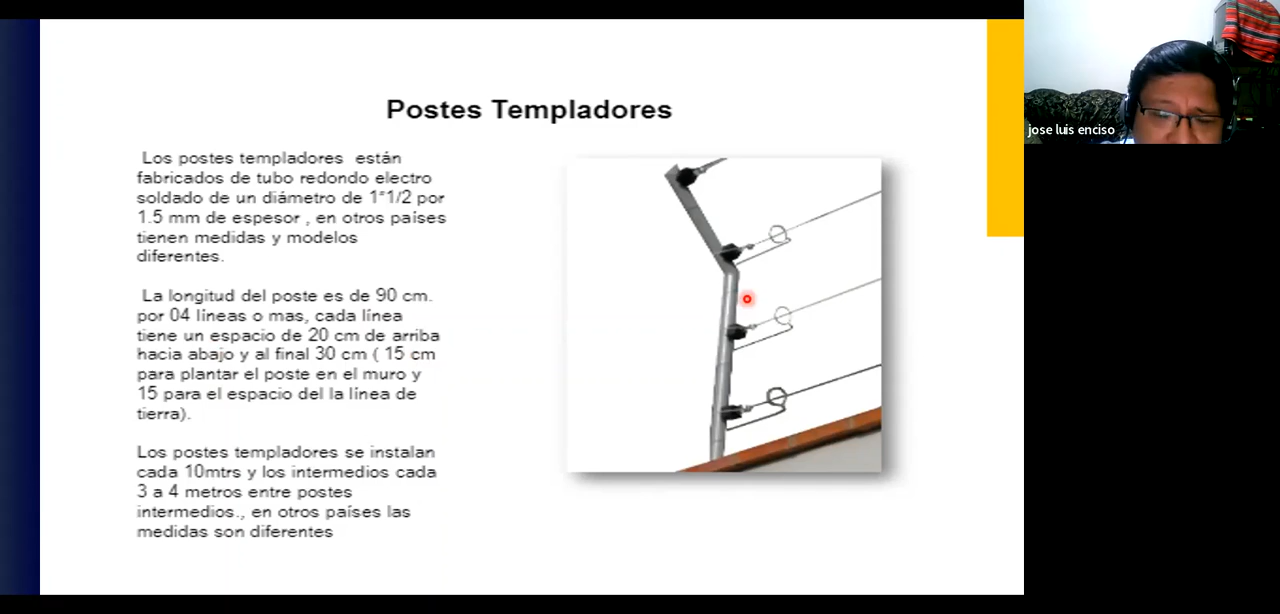 Postes Templadores
Los postes templadores están
fabricados de tubo redondo electro
soldado de un diámetro de 1"1/2 por
1.5 mm de espesor , en otros países
tienen medidas y modelos
diferentes.
La longitud del poste es de 90 cm.
por 04 líneas o mas, cada línea
tiene un espacio de 20 cm de arriba
hacia abajo y al final 30 cm ( 15 cm
para plantar el poste en el muro y
15 para el espacio del la línea de
tierra).
Los postes templadores se instalan
cada 10mtrs y los intermedios cada
3 a 4 metros entre postes
intermedios., en otros países las
medidas son diferentes
jose luis enciso